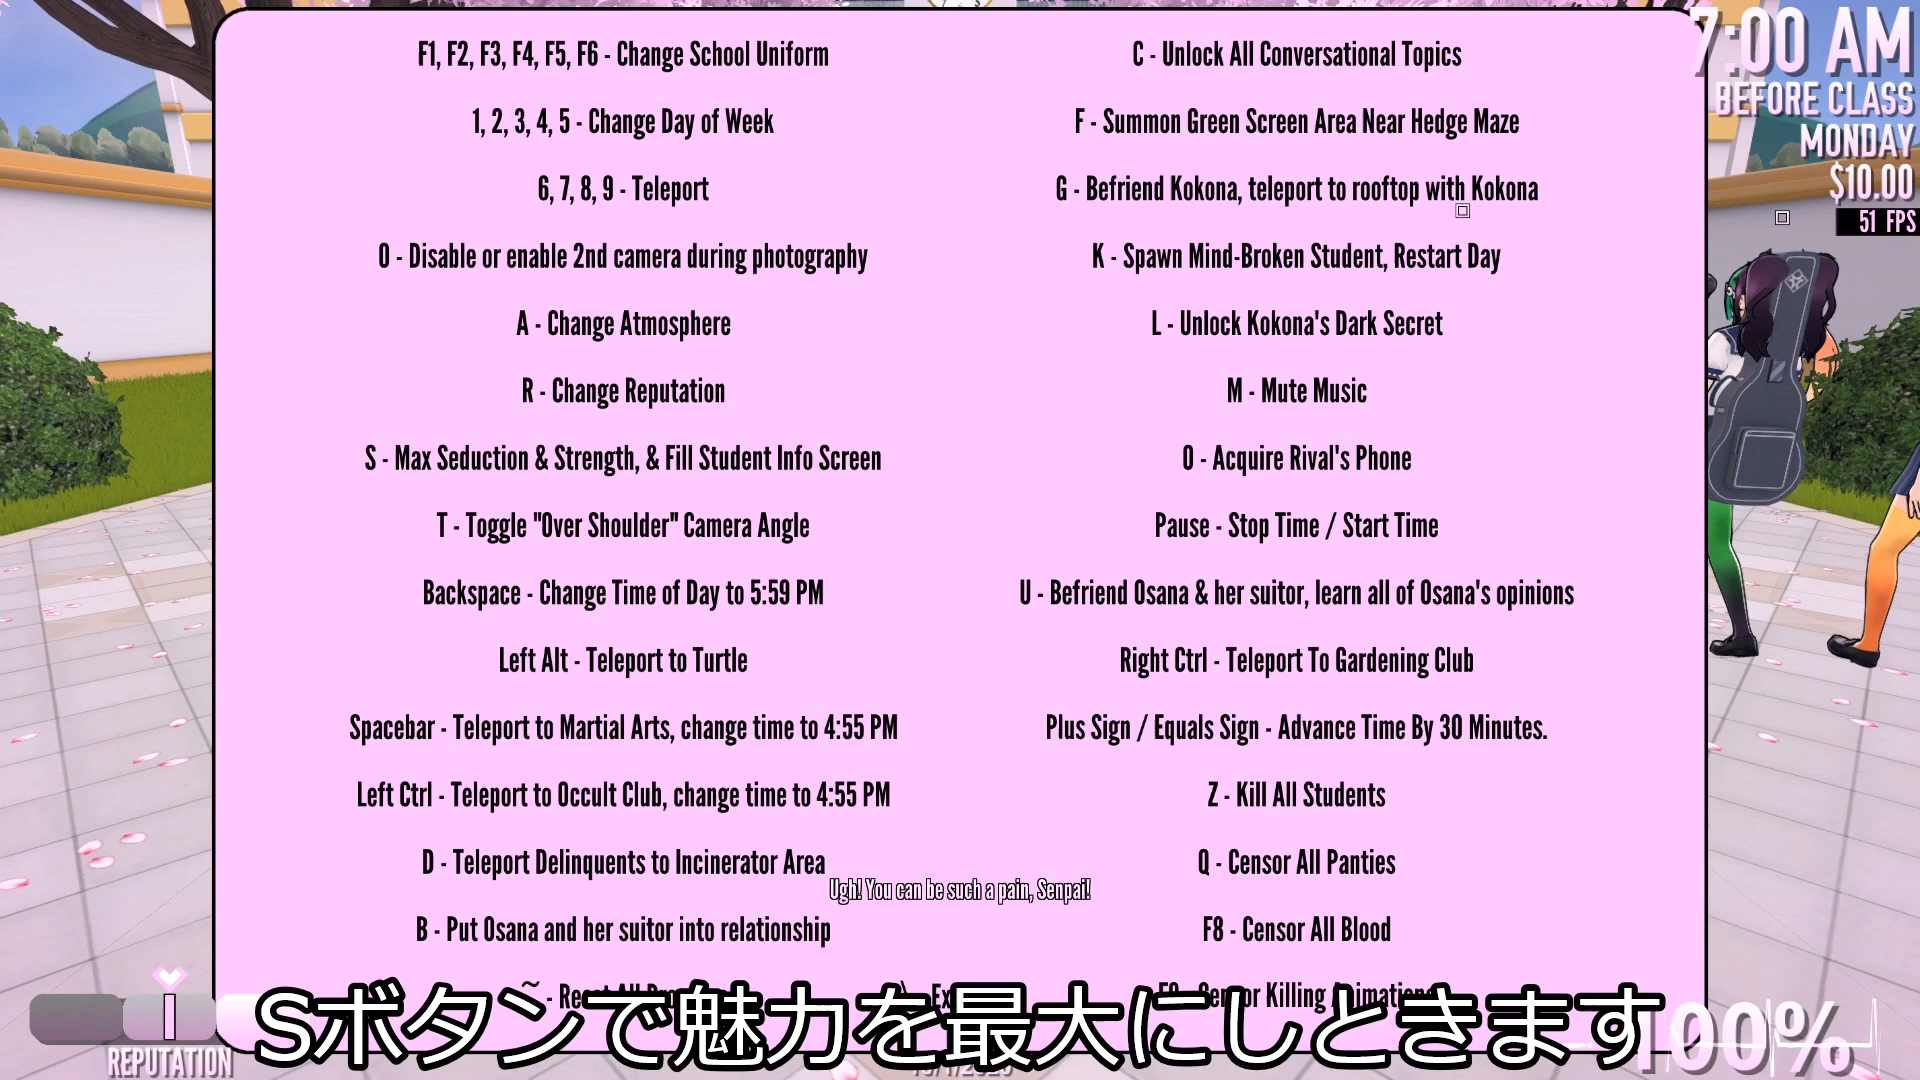 F1, F2, F3, F4, F5, F6 - Change School Uniform
1, 2, 3, 4, 5 - Change Day of Week
6, 7, 8, 9 - Teleport
0 - Disable or enable 2nd camera during photography
A - Change Atmosphere
R - Change Reputation
S - Max Seduction & Strength, & Fill Student Info Screen
T - Toggle "Over Shoulder" Camera Angle
Backspace - Change Time of Day to 5:59 PM
Left Alt - Teleport to Turtle
Spacebar - Teleport to Martial Arts, change time to 4:55 PM
Left Ctrl - Teleport to Occult Club, change time to 4:55 PM
D - Teleport Delinquents to Incinerator Area
B - Put Osana and her suitor into relationship
C - Unlock All Conversational Topics
F - Summon Green Screen Area Near Hedge Maze
G - Befriend Kokona, teleport to rooftop with Kokona
K - Spawn Mind-Broken Student, Restart Day
L - Unlock Kokona's Dark Secret
M - Mute Music
O - Acquire Rival's Phone
Pause - Stop Time / Start Time
U - Befriend Osana & her suitor, learn all of Osana's opinions
Right Ctrl - Teleport To Gardening Club
Plus Sign / Equals Sign - Advance Time By 30 Minutes.
Z - Kill All Students
Q - Censor All Panties
F8 - Censor All Blood
Killing
7:00 AM
BEFORE CLASS
MONDAY
$10.00
51 FPS
Ugh! You can be such a pain, Senpai!
Sボタンで魅力を最大にしときます
REPUTATION
100%